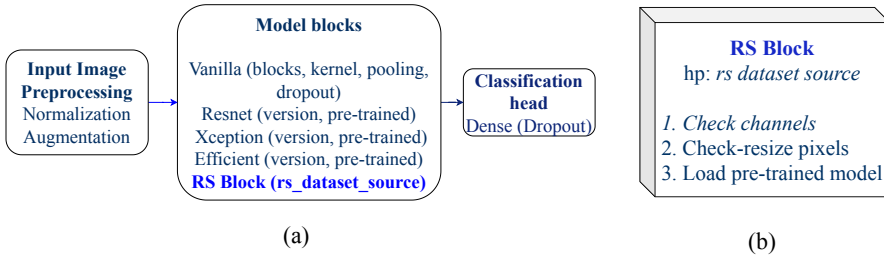 Input Image
Preprocessing
Normalization
Augmentation
Model blocks
Vanilla (blocks, kernel, pooling,
dropout)
Resnet (version, pre-trained)
Xception (version, pre-trained)
Efficient (version, pre-trained)
RS Block (rs_dataset_source)
Classification
head
Dense (Dropout)
(a)
RS Block
hp: rs dataset source
1. Check channels
2. Check-resize pixels
3. Load pre-trained model
(b)